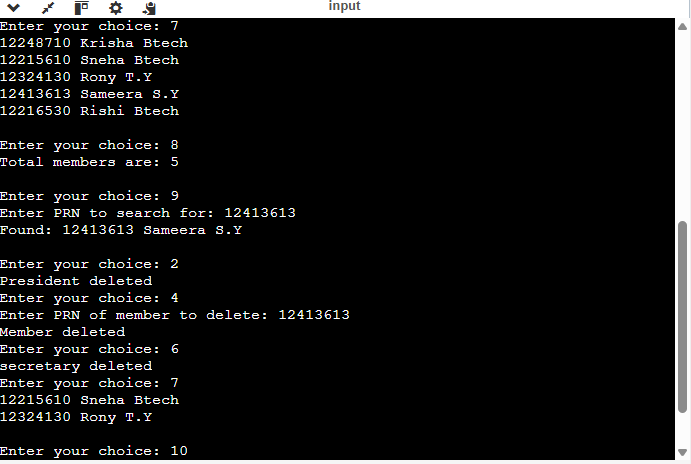 input
Enter your choice: 7
12248710 Krisha Btech
12215610 Sneha Btech
12324130 Rony T.Y
12413613 Sameera S.Y
12216530 Rishi Btech
Enter your choice: 8
Total members are: 5
Enter your choice: 9
Enter PRN to search for: 12413613
Found: 12413613 Sameera S.Y
Enter your choice: 2
President deleted
Enter your choice: 4
Enter PRN of member to delete: 12413613
Member deleted
Enter your choice: 6
secretary deleted
Enter your choice: 7
12215610 Sneha Btech
12324130 Rony T.Y
Enter your choice: 10